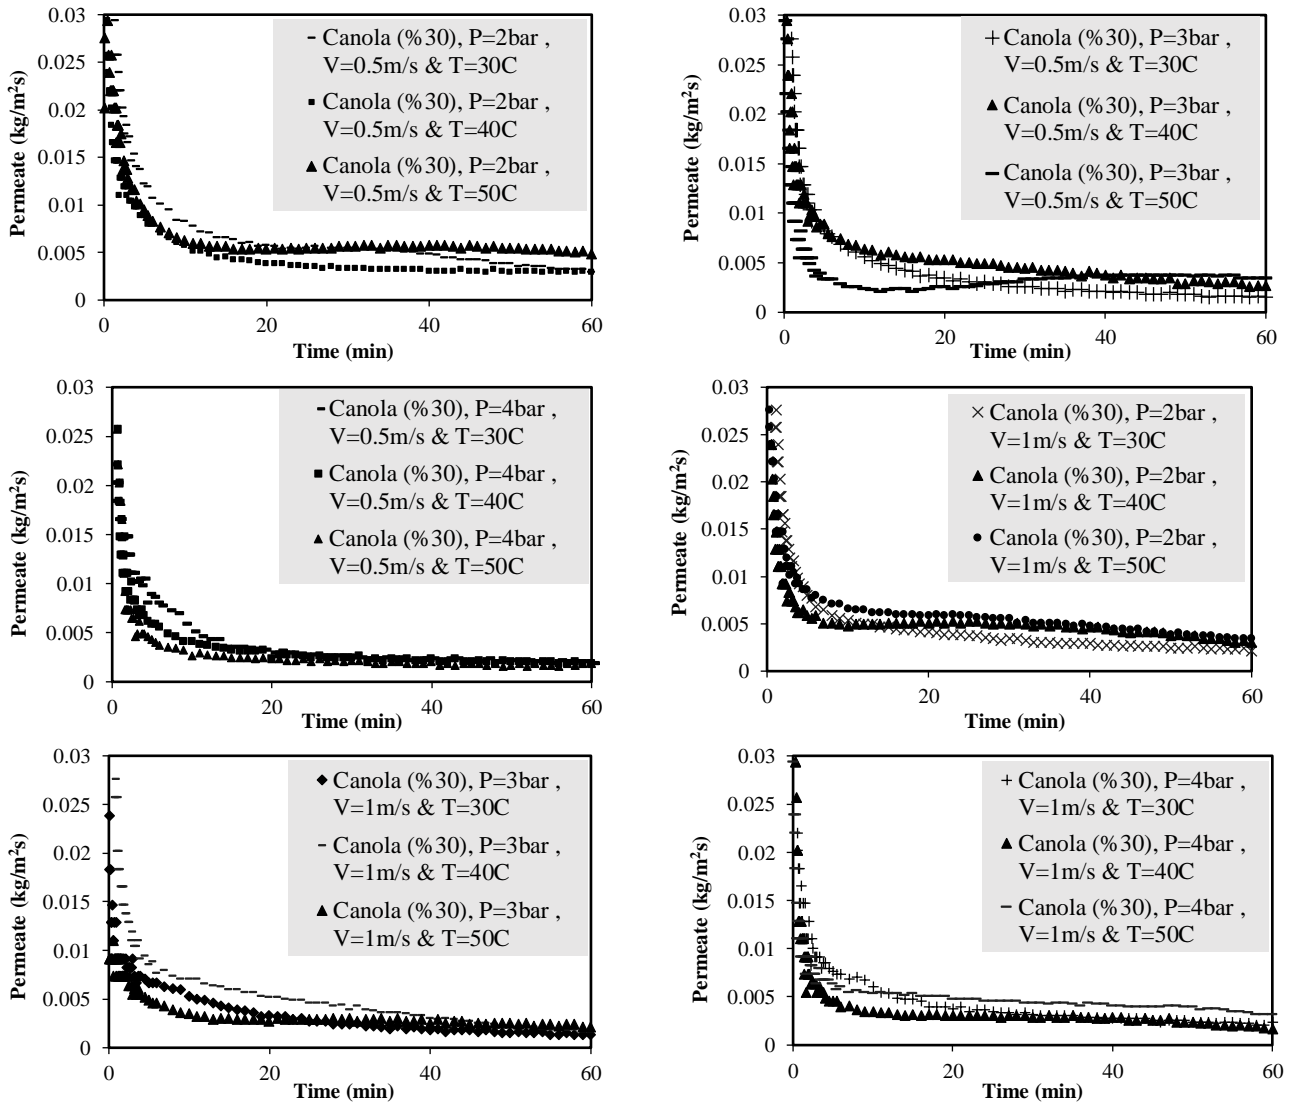 Permeate (kg/m²s)
0.03
0.025
0.02
0.015
0.01
0.005
0
0
20
40
60
Time (min)
Canola (%30), P=2bar ,
V=0.5m/s & T=30C
Canola (%30), P=2bar ,
V=0.5m/s & T=40C
Canola (%30), P=2bar ,
V=0.5m/s & T=50C
Permeate (kg/m²s)
0.03
0.025
0.02
0.015
0.01
0.005
0
0
20
40
60
Time (min)
Canola (%30), P=3bar ,
V=0.5m/s & T=30C
Canola (%30), P=3bar ,
V=0.5m/s & T=40C
Canola (%30), P=3bar ,
V=0.5m/s & T=50C
Permeate (kg/m²s)
0.03
0.025
0.02
0.015
0.01
0.005
0
0
20
40
60
Time (min)
Canola (%30), P=4bar ,
V=0.5m/s & T=30C
Canola (%30), P=4bar ,
V=0.5m/s & T=40C
Canola (%30), P=4bar ,
V=0.5m/s & T=50C
Permeate (kg/m²s)
0.03
0.025
0.02
0.015
0.01
0.005
0
0
20
40
60
Time (min)
Canola (%30), P=2bar ,
V=1m/s & T=30C
Canola (%30), P=2bar ,
V=1m/s & T=40C
Canola (%30), P=2bar ,
V=1m/s & T=50C
Permeate (kg/m²s)
0.03
0.025
0.02
0.015
0.01
0.005
0
0
20
40
60
Time (min)
Canola (%30), P=3bar ,
V=1m/s & T=30C
Canola (%30), P=3bar ,
V=1m/s & T=40C
Canola (%30), P=3bar ,
V=1m/s & T=50C
Permeate (kg/m²s)
0.03
0.025
0.02
0.015
0.01
0.005
0
0
20
40
60
Time (min)
Canola (%30), P=4bar ,
V=1m/s & T=30C
Canola (%30), P=4bar ,
V=1m/s & T=40C
Canola (%30), P=4bar ,
V=1m/s & T=50C